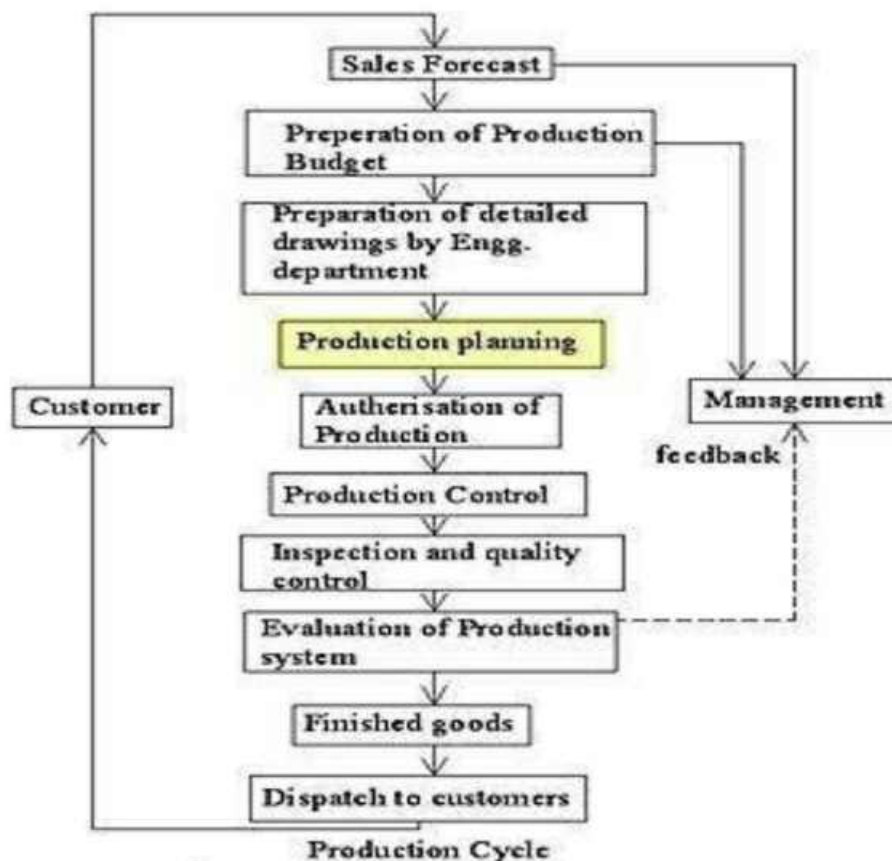 Sales Forecast
Preperation of Production
Budget
Preparation of detailed
drawings by Engg.
department
Production planning
Customer
Autherisation of
Production
Management
feedback
Production Control
Inspection and quality
control
Evaluation of Production
system
Finished goods
Dispatch to customers
Production Cycle